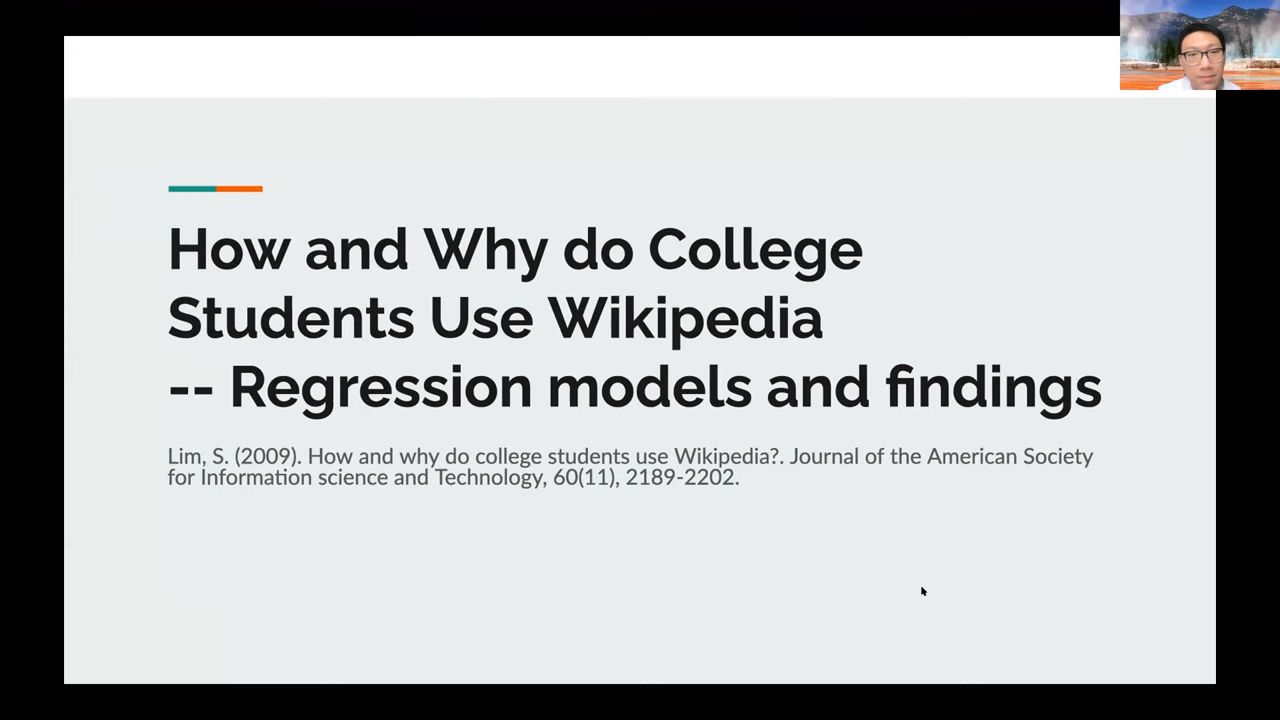 How and Why do College
Students Use Wikipedia
-- Regression models and findings
Lim, S. (2009). How and why do college students use Wikipedia?. Journal of the American Society
for Information science and Technology, 60(11), 2189-2202.